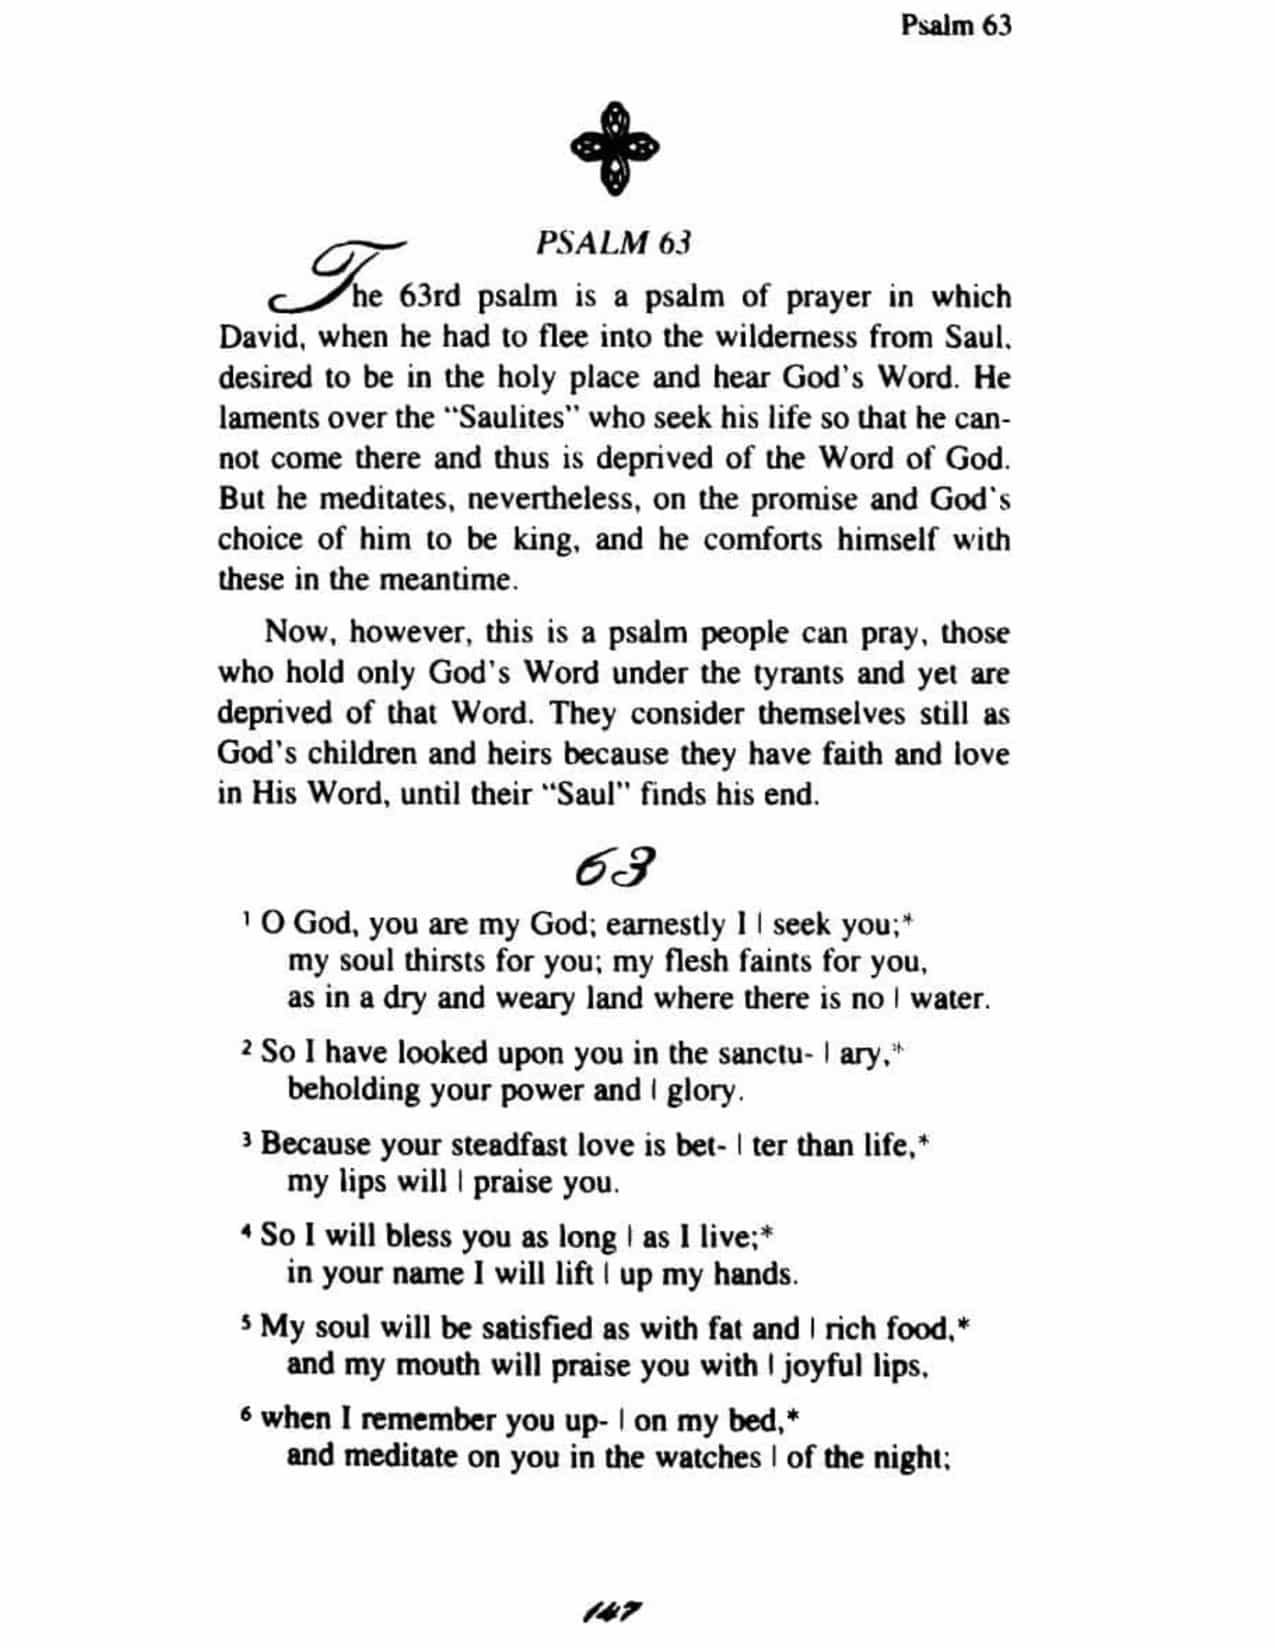 Psalm 63
PSALM 63
The 63rd psalm is a psalm of prayer in which
David, when he had to flee into the wilderness from Saul,
desired to be in the holy place and hear God's Word. He
laments over the "Saulites" who seek his life so that he can-
not come there and thus is deprived of the Word of God.
But he meditates, nevertheless, on the promise and God's
choice of him to be king, and he comforts himself with
these in the meantime.
Now, however, this is a psalm people can pray, those
who hold only God's Word under the tyrants and yet are
deprived of that Word. They consider themselves still as
God's children and heirs because they have faith and love
in His Word, until their "Saul" finds his end.
63
1 O God, you are my God; earnestly I | seek you;*
my soul thirsts for you; my flesh faints for you,
as in a dry and weary land where there is no | water.
2 So I have looked upon you in the sanctu- | ary,*
beholding your power and | glory.
3 Because your steadfast love is bet- | ter than life,*
my lips will | praise you.
4 So I will bless you as long | as I live;*
in your name I will lift | up my hands.
5 My soul will be satisfied as with fat and | rich food,*
and my mouth will praise you with | joyful lips,
6 when I remember you up- | on my bed,*
and meditate on you in the watches | of the night;
147